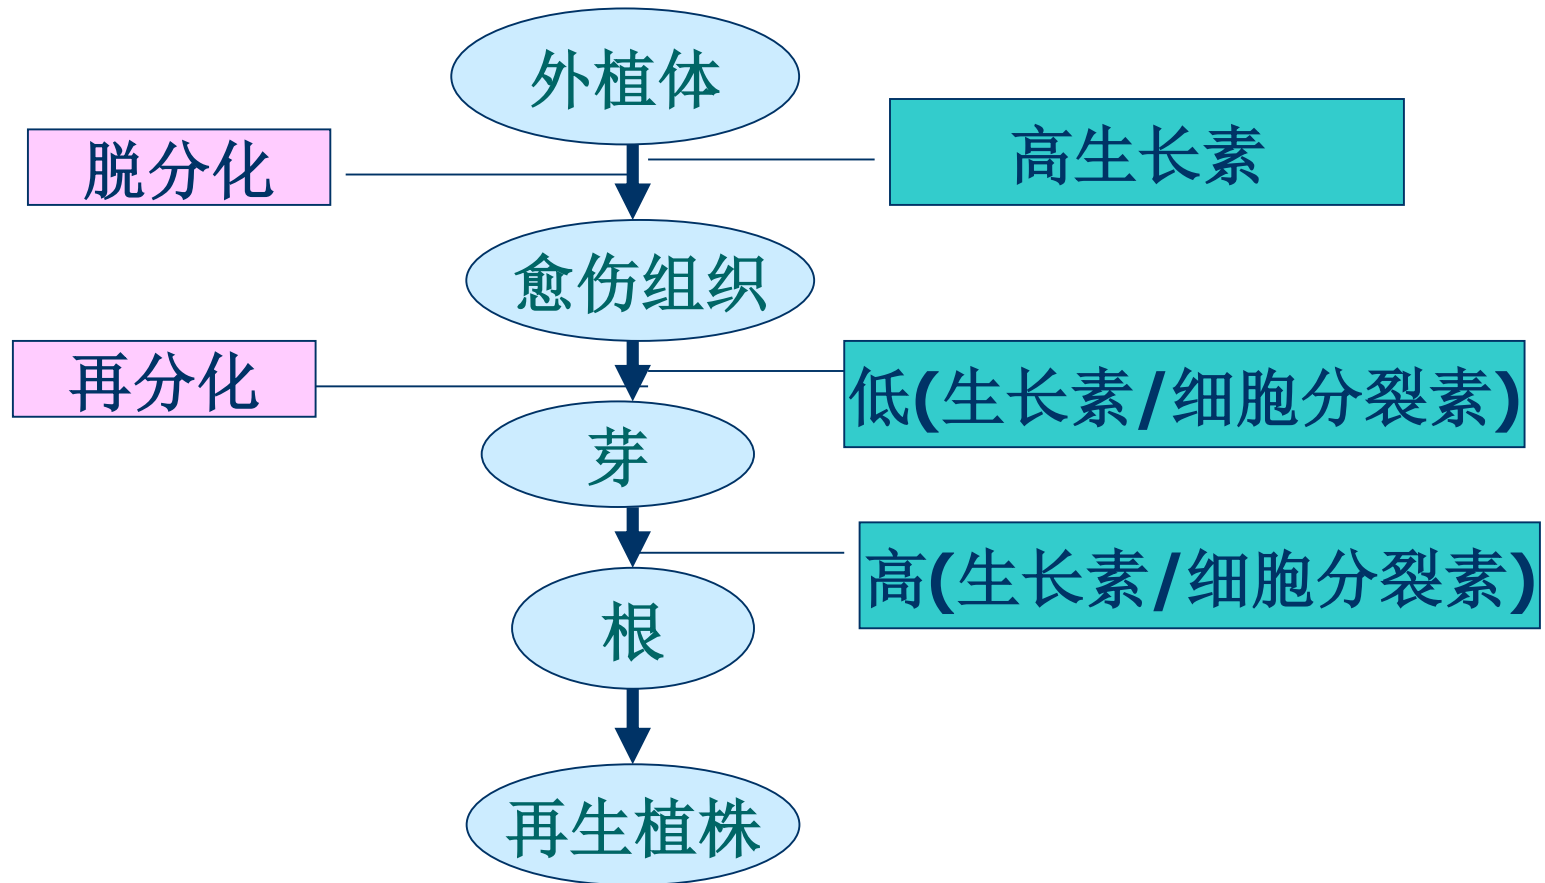 外植体
脱分化
高生长素
愈伤组织
再分化
低(生长素/细胞分裂素)
芽
高(生长素/细胞分裂素)
根
再生植株